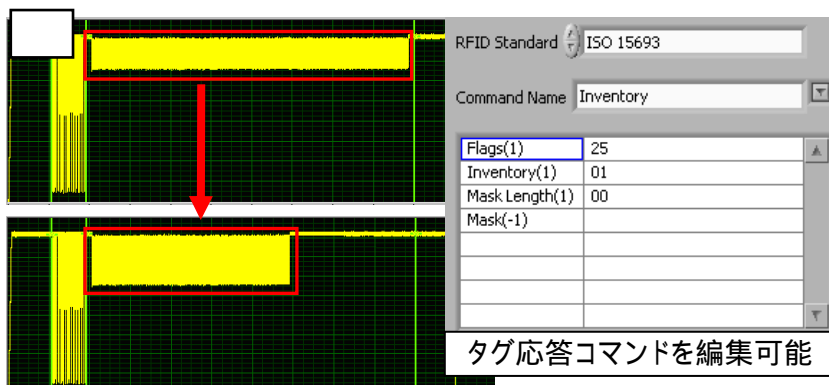 RFID Standard ISO 15693
Command Name Inventory
Flags(1) 25
Inventory(1) 01
Mask Length(1) 00
Mask(-1)
タグ応答コマンドを編集可能